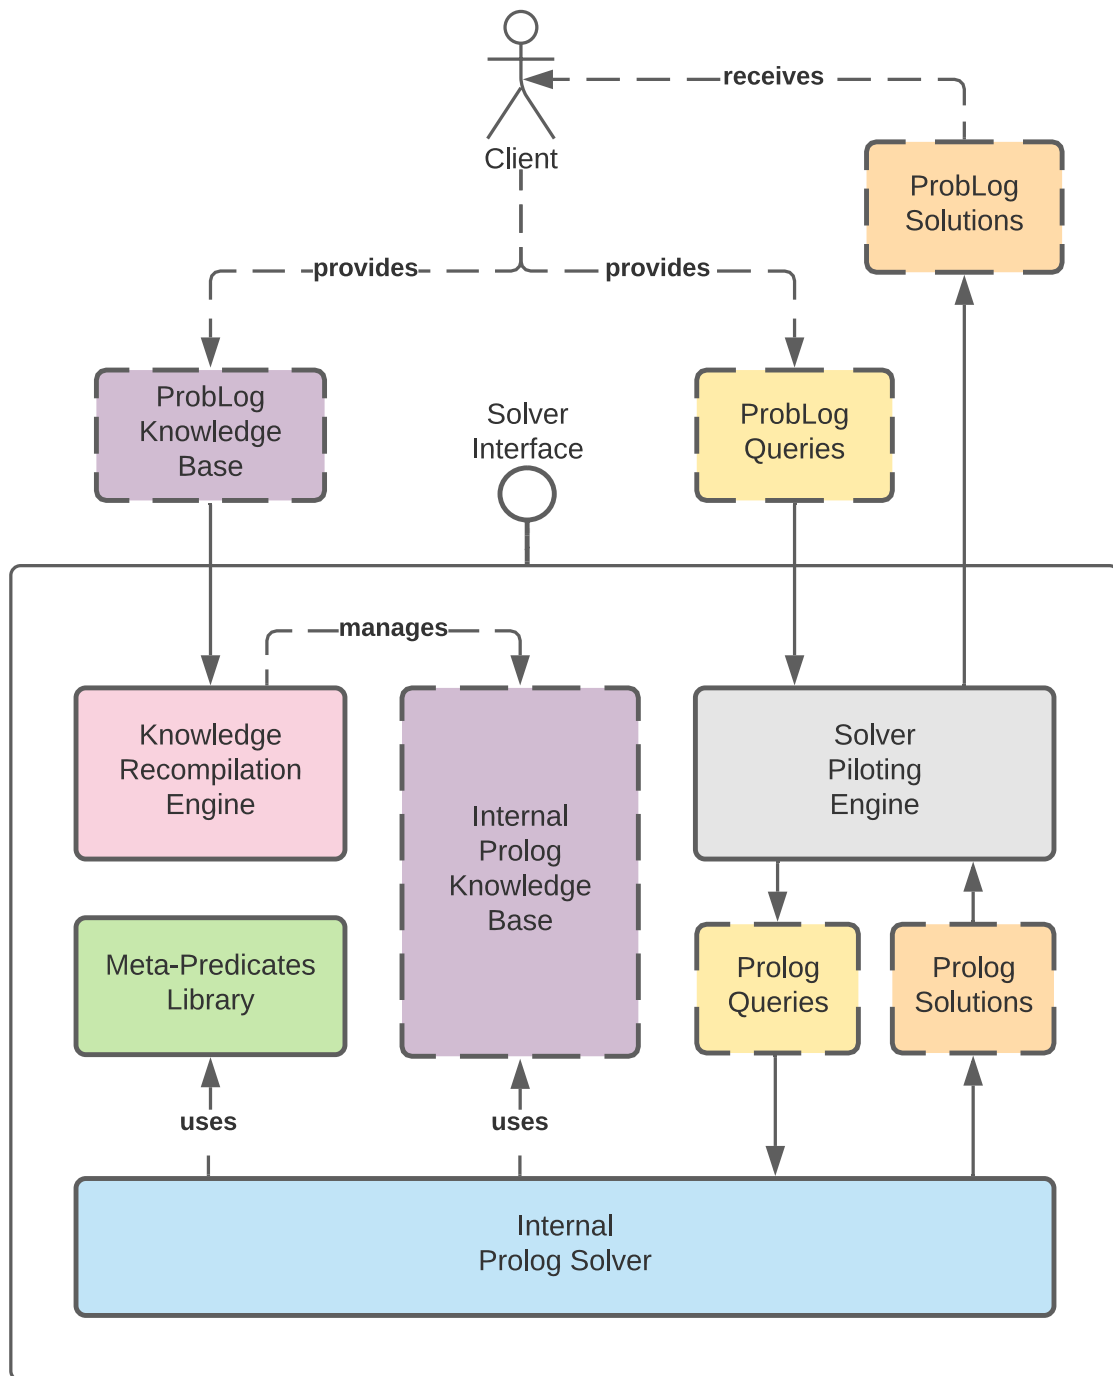 receives
Client
ProbLog
Solutions
provides
provides
ProbLog
Knowledge
Base
Solver
Interface
ProbLog
Queries
manages
Knowledge
Recompilation
Engine
Internal
Prolog
Knowledge
Base
Solver
Piloting
Engine
Meta-Predicates
Library
Prolog
Queries
Prolog
Solutions
uses
uses
Internal
Prolog Solver